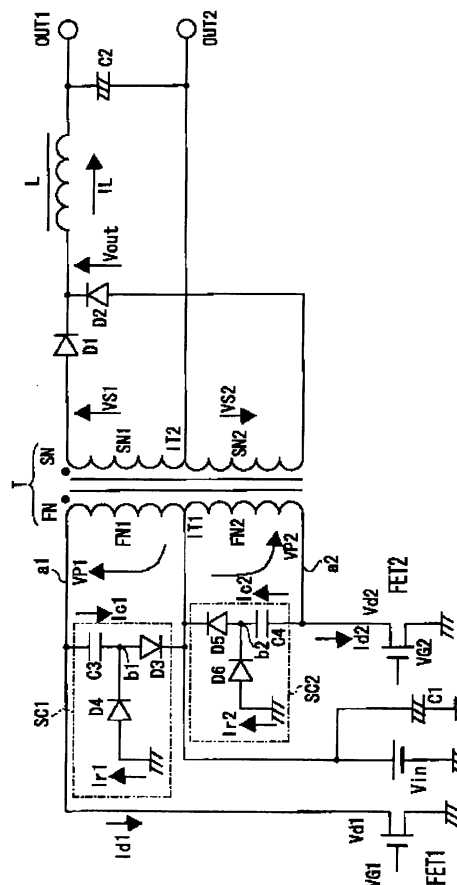 OUT1
OUT2
C2
L
IL
Vout
D2
D1
VS1
VS2
SN1
IT2
SN2
T
SN
FN
FN1
IT1
FN2
a1
VP1
VP2
a2
Ic1
Ic2
SC1
C3
b1
D3
D4
Ir1
D5
D6
b2
C4
SC2
Ir2
Id1
Id2
Vd2
FET2
VG2
C1
Vin
Vd1
VG1
FET1